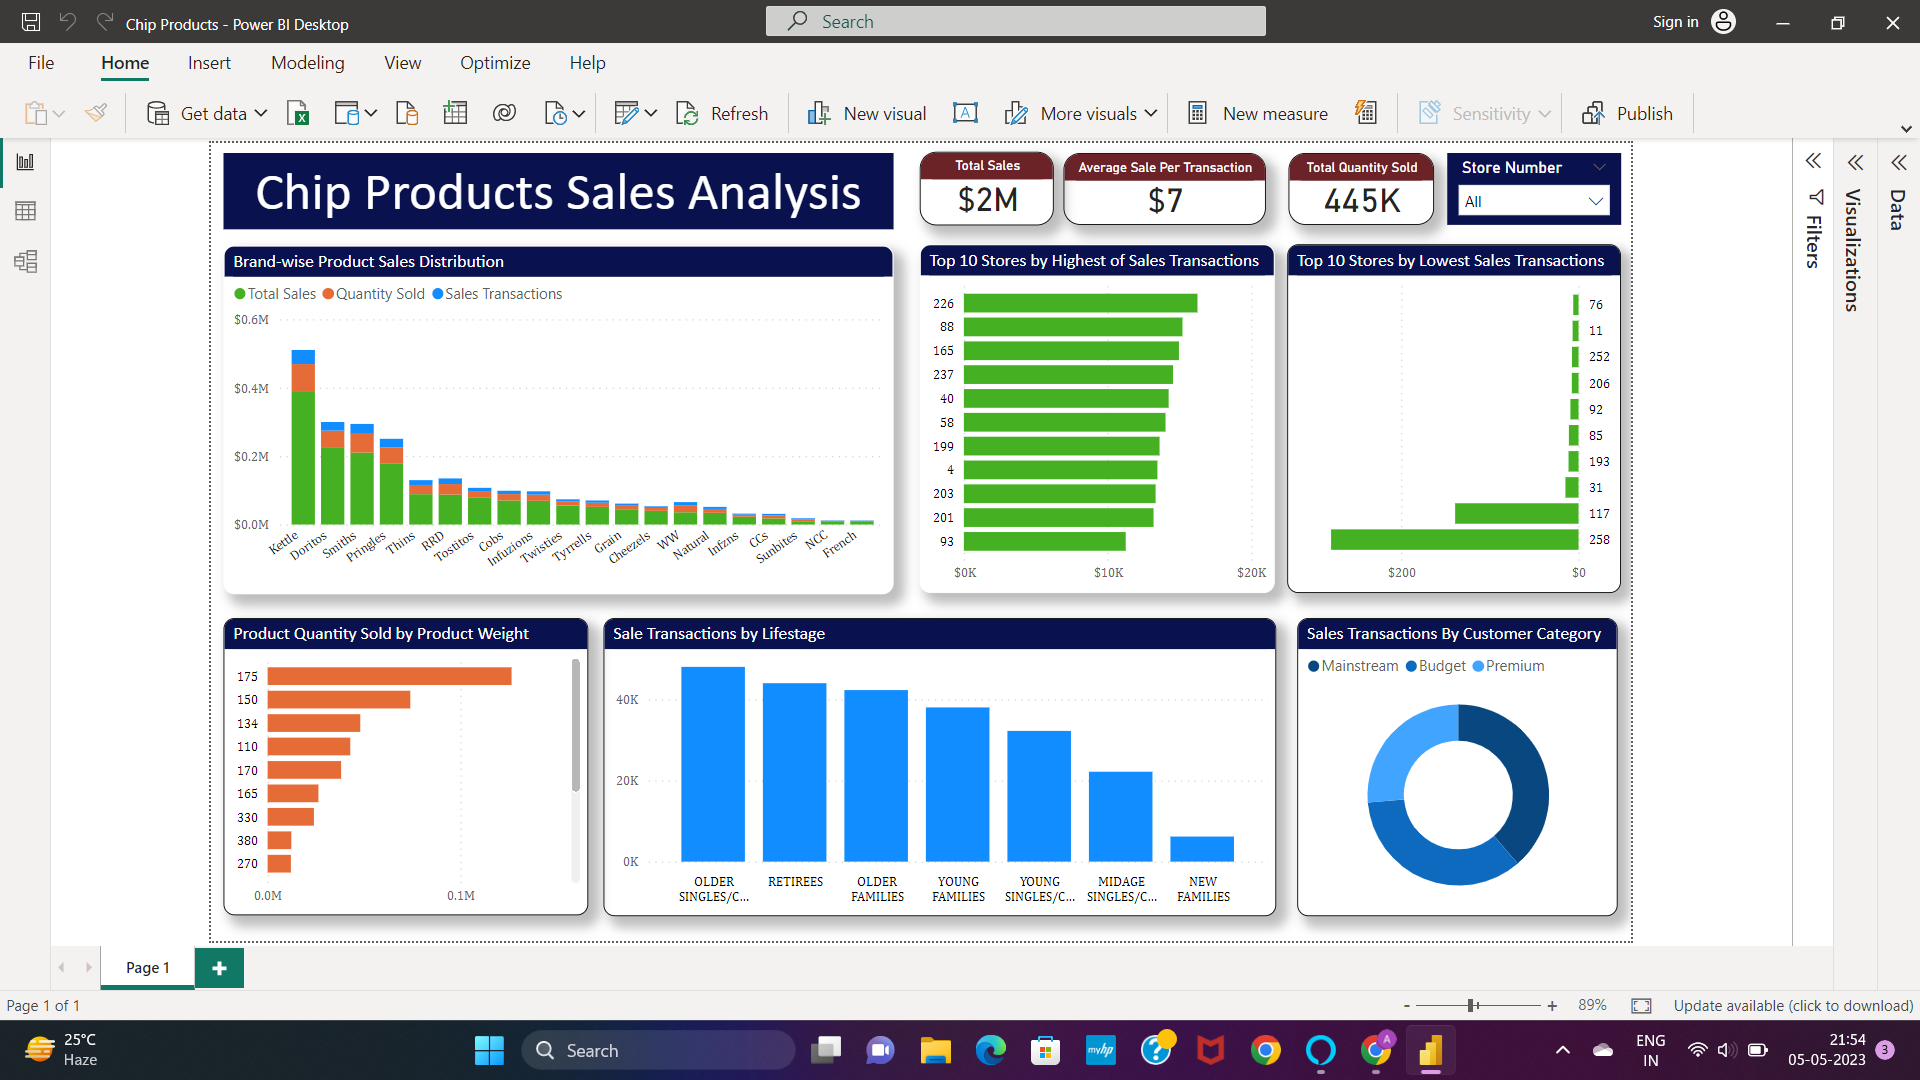 Chip Products - Power BI Desktop
Search
Sign in
File Home Insert Modeling View Optimize Help
Get data Refresh New visual A More visuals New measure Sensitivity Publish
Chip Products Sales Analysis
Total Sales
$2M
Average Sale Per Transaction
$7
Total Quantity Sold
445K
Store Number
All
Filters
Visualizations
Data
Brand-wise Product Sales Distribution
Total Sales Quantity Sold Sales Transactions
$0.6M
$0.4M
$0.2M
$0.0M
Kettle Doritos Smiths Pringles Thins RRD Tostitos Cobs Infuzions Twisties Tyrrells Grain Cheezels WW Natural Infzns CCs Sunbites NCC French
Top 10 Stores by Highest of Sales Transactions
226
88
165
237
40
58
199
4
203
201
93
$0K $10K $20K
Top 10 Stores by Lowest Sales Transactions
76
11
252
206
92
85
193
31
117
258
$200 $0
Product Quantity Sold by Product Weight
175
150
134
110
170
165
330
380
270
0.0M 0.1M
Sale Transactions by Lifestage
40K
20K
0K
OLDER SINGLES/C...
RETIREES
OLDER FAMILIES
YOUNG FAMILIES
YOUNG SINGLES/C...
MIDAGE SINGLES/C...
NEW FAMILIES
Sales Transactions By Customer Category
Mainstream Budget Premium
Page 1
Page 1 of 1
- + 89%
Update available (click to download)
25°C
Haze
Search
myhp
A
ENG
IN
21:54
05-05-2023
3